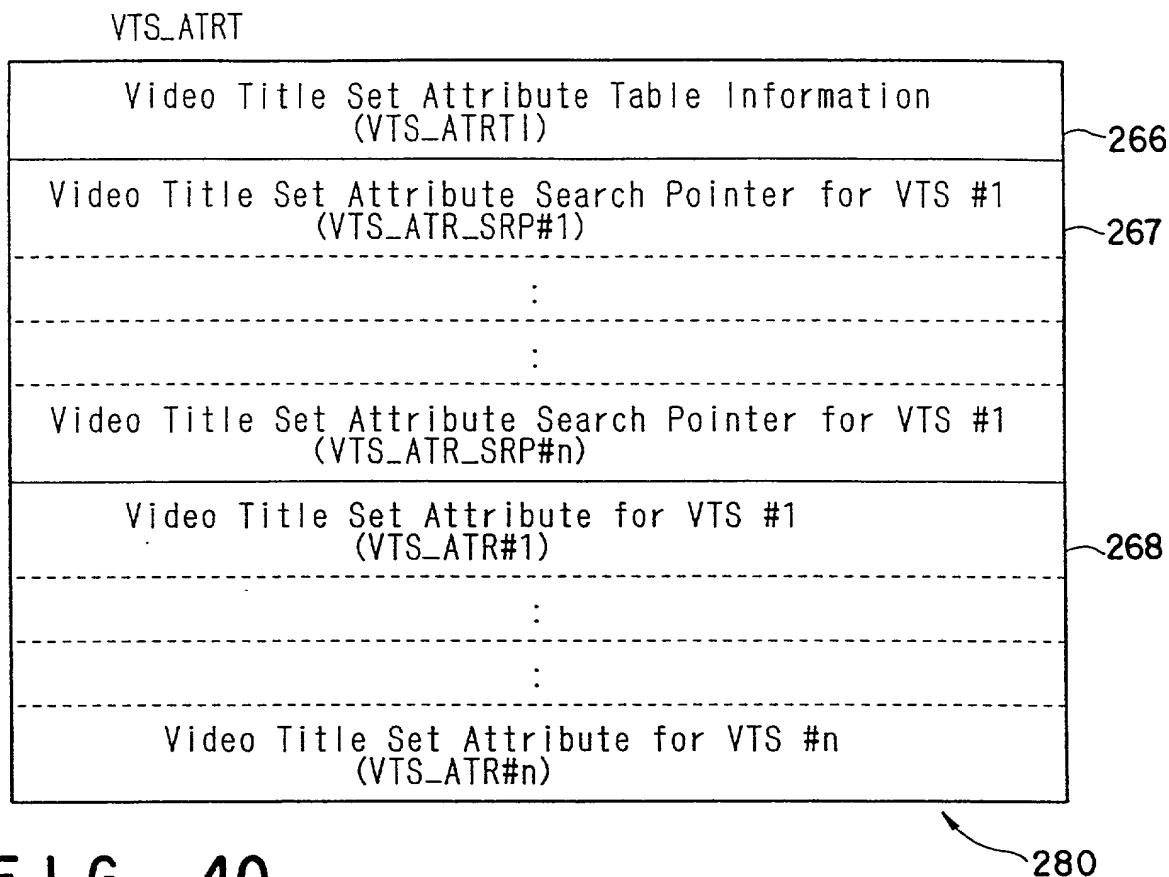 VTS_ATRT
Video Title Set Attribute Table Information
(VTS_ATRTI)
266
Video Title Set Attribute Search Pointer for VTS #1
(VTS_ATR_SRP#1)
267
:
:
Video Title Set Attribute Search Pointer for VTS #1
(VTS_ATR_SRP#n)
Video Title Set Attribute for VTS #1
(VTS_ATR#1)
268
:
:
Video Title Set Attribute for VTS #n
(VTS_ATR#n)
280
FIG. 40